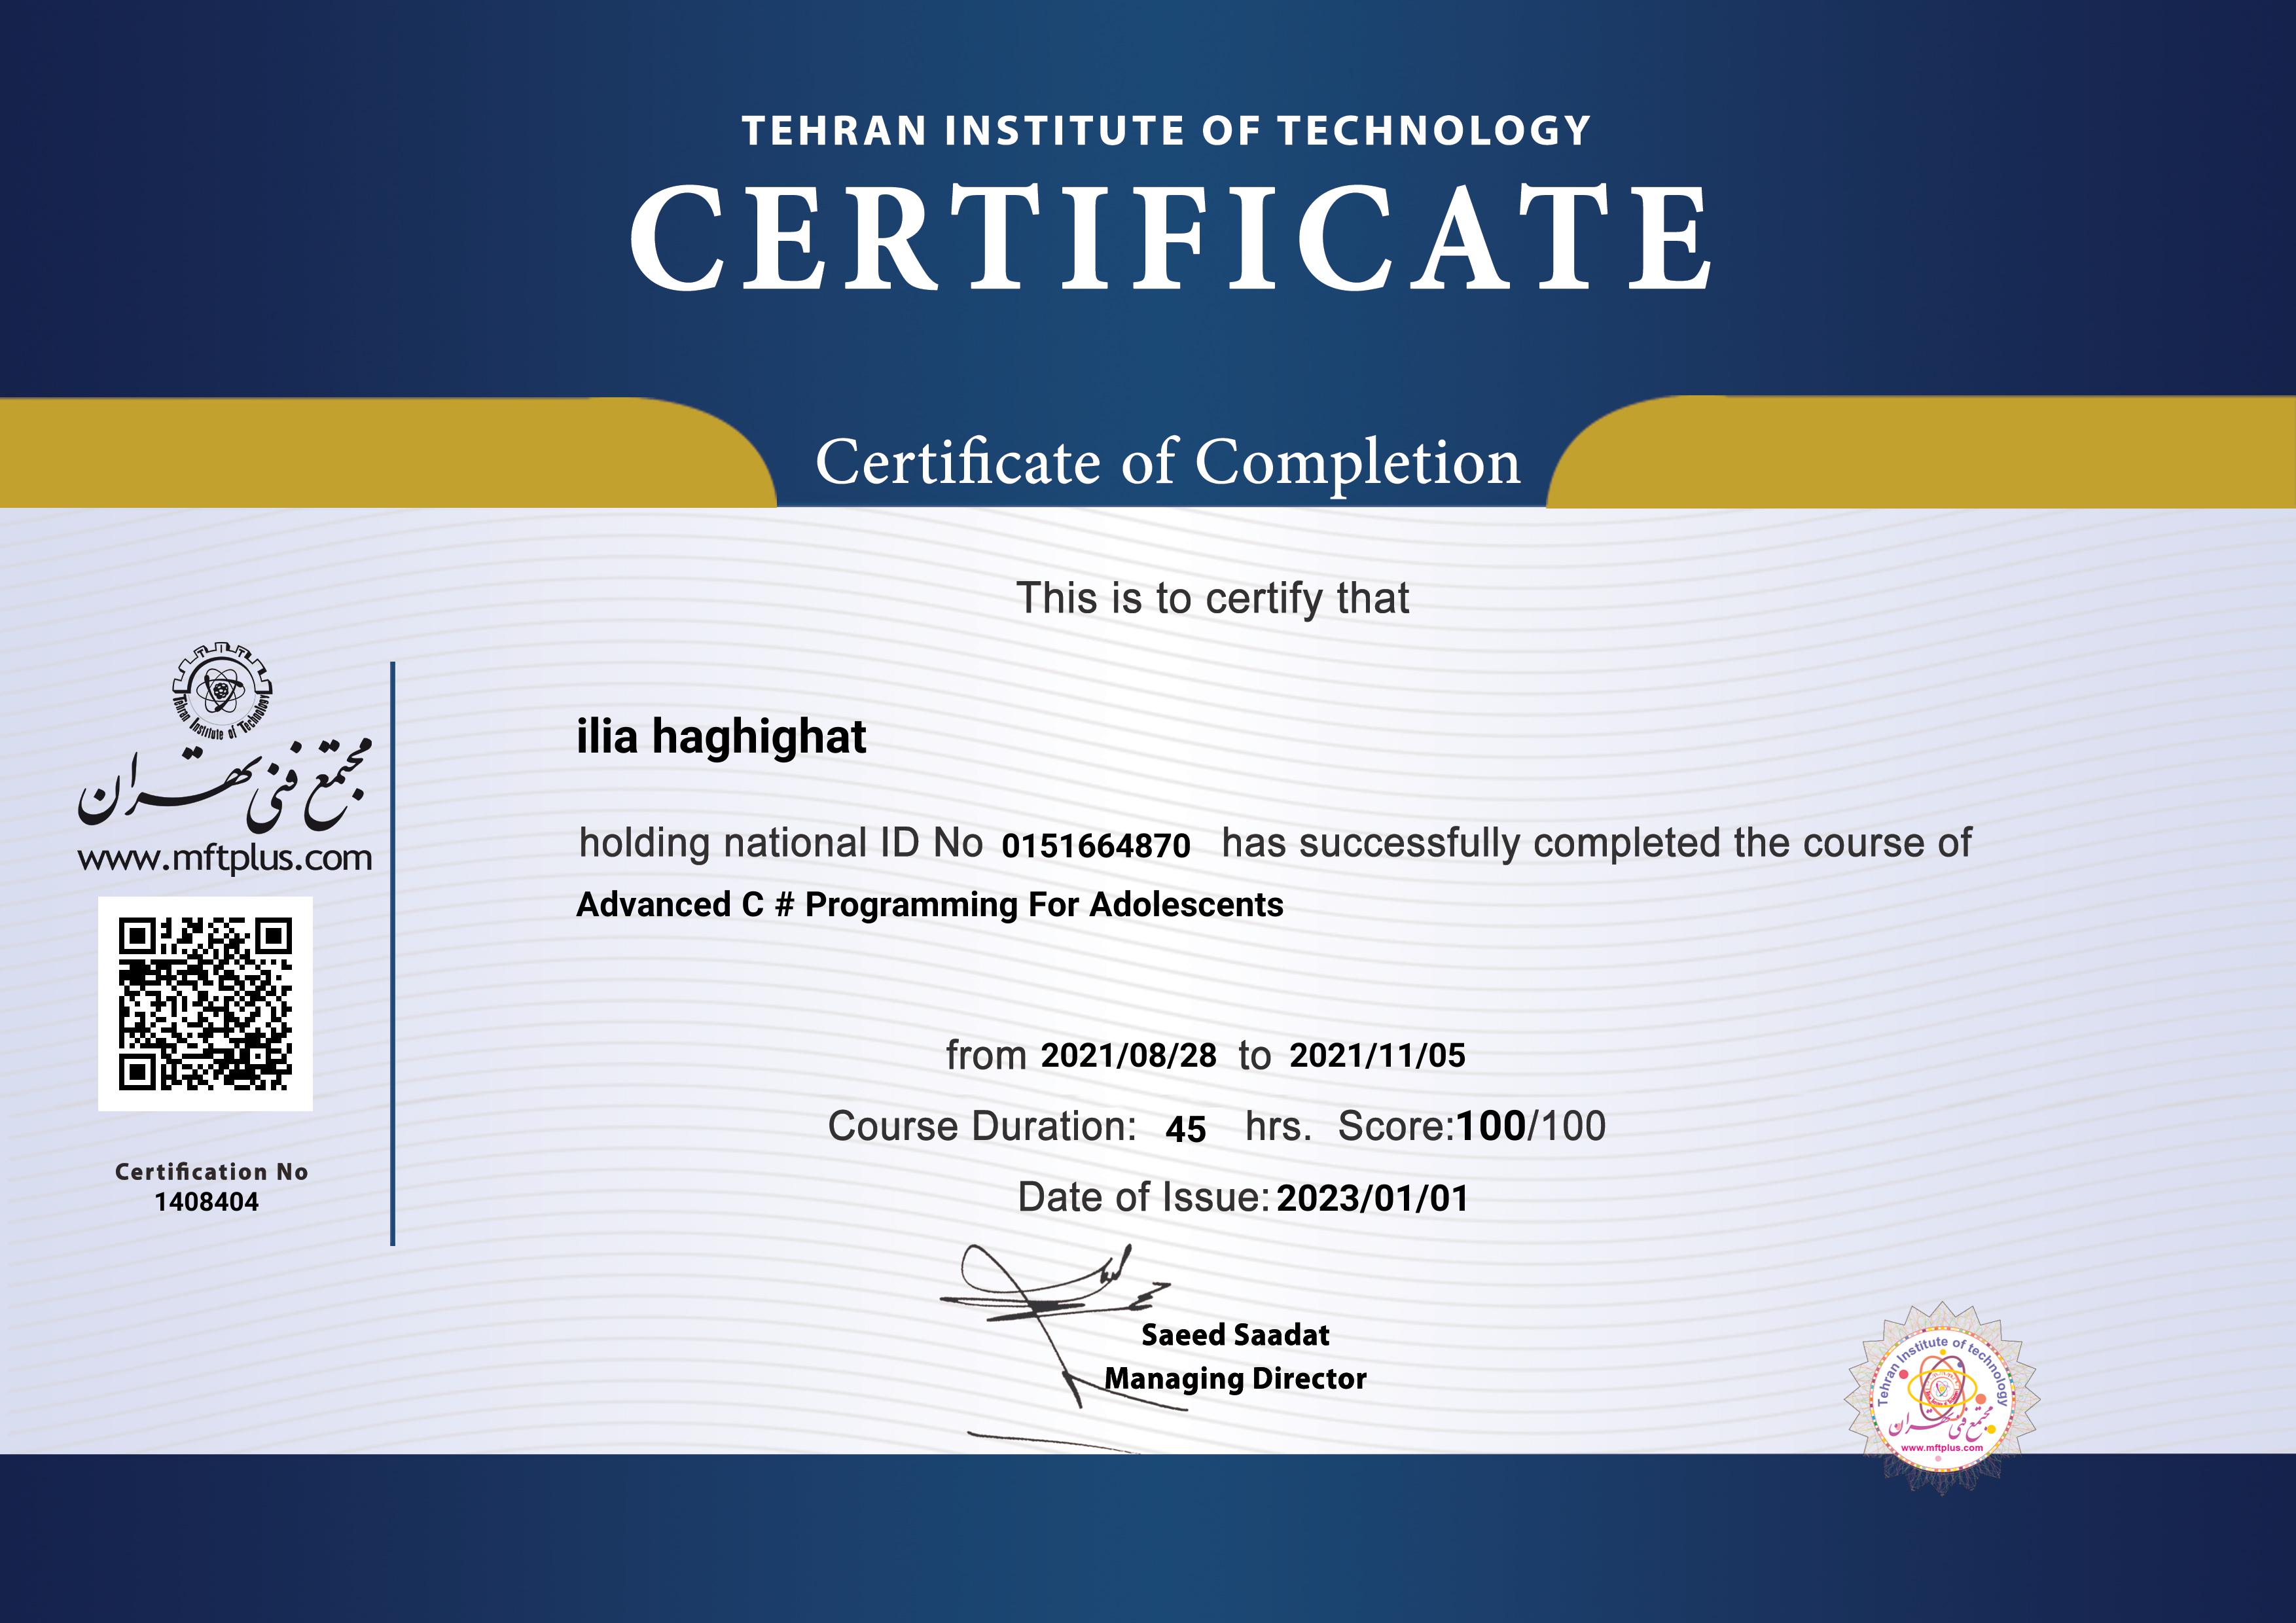 TEHRAN INSTITUTE OF TECHNOLOGY
CERTIFICATE
Certificate of Completion
This is to certify that
ilia haghighat
holding national ID No 0151664870 has successfully completed the course of
Advanced C # Programming For Adolescents
from 2021/08/28 to 2021/11/05
Course Duration: 45 hrs. Score:100/100
Date of Issue: 2023/01/01
Saeed Saadat
Managing Director
Tehran Institute of Technology
مجتمع فنی تهران
www.mftplus.com
Certification No
1408404
Tehran Institute of technology
مجتمع فنی تهران
www.mftplus.com